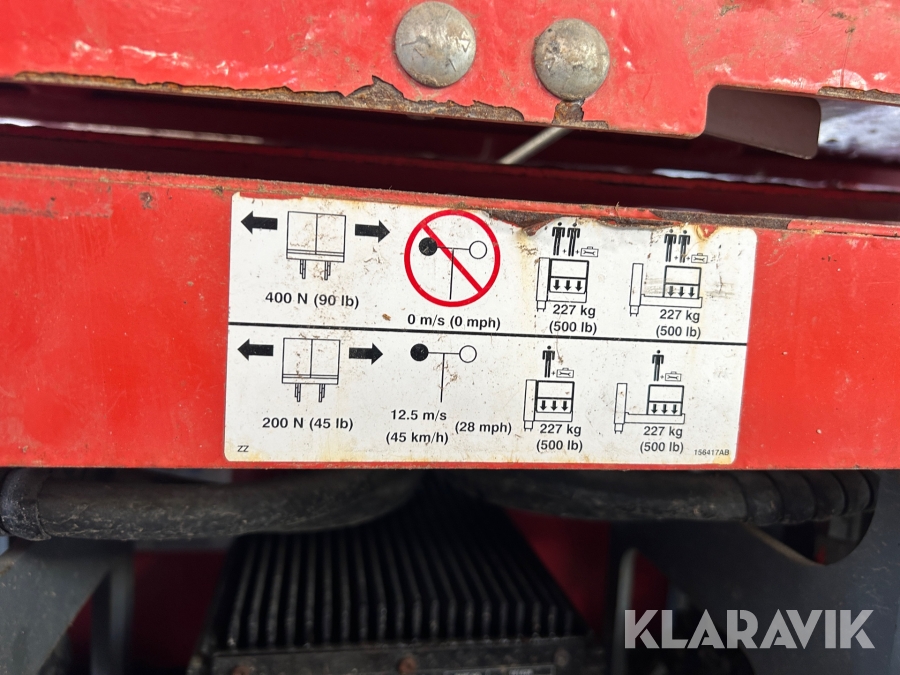 400 N (90 lb)
0 m/s (0 mph)
227 kg
(500 lb)
227 kg
(500 lb)
200 N (45 lb)
12.5 m/s
(45 km/h)
(28 mph)
227 kg
(500 lb)
227 kg
(500 lb)
ZZ
156417AB
KLARAVIK